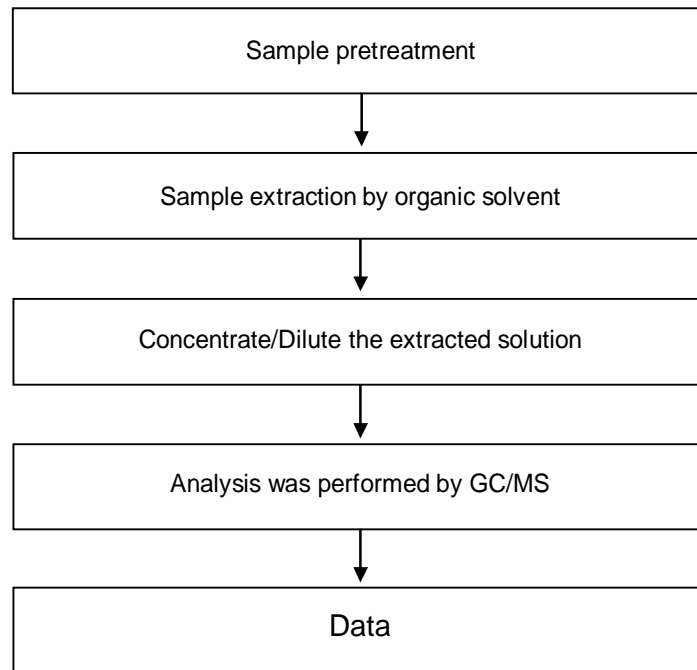 Sample pretreatment
Sample extraction by organic solvent
Concentrate/Dilute the extracted solution
Analysis was performed by GC/MS
Data